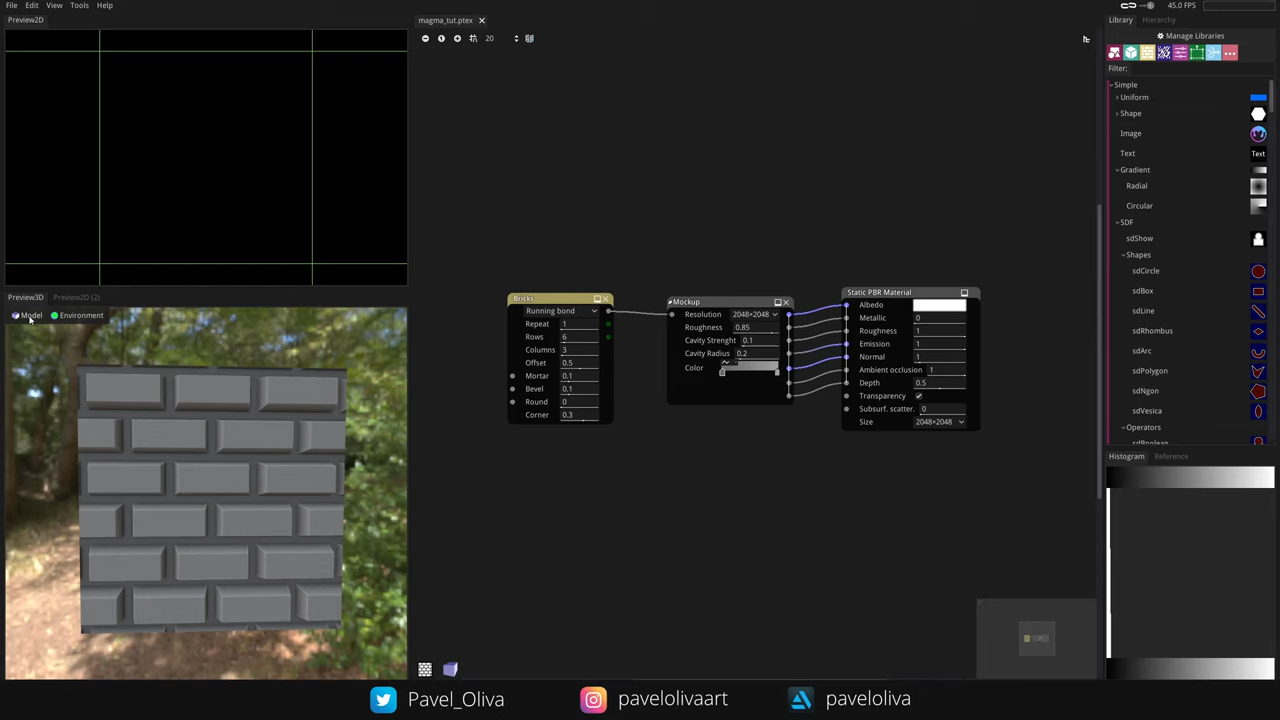 File View Edit Tools Help
45.0 FPS
Preview2D
magma_tut.ptex
Library Hierarchy
Manage Libraries
20
Filter:
Simple
Uniform
Shape
Image
Text Text
Gradient
Radial
Circular
SDF
sdShow
Shapes
sdCircle
sdBox
sdLine
sdRhombus
sdArc
sdPolygon
sdNgon
sdVesica
Operators
sdBoolean
Histogram Reference
Preview3D Preview2D (2)
Model Environment
Bricks
Running bond
Repeat 1
Rows 6
Columns 3
Offset 0.5
Mortar 0.1
Bevel 0.1
Round 0
Corner 0.3
Mockup
Resolution 2048×2048
Roughness 0.85
Cavity Strenght 0.1
Cavity Radius 0.2
Color
Static PBR Material
Albedo
Metallic 0
Roughness 1
Emission 1
Normal 1
Ambient occlusion 1
Depth 0.5
Transparency
Subsurf. scatter. 0
Size 2048×2048
Pavel_Oliva
pavelolivaart
paveloliva